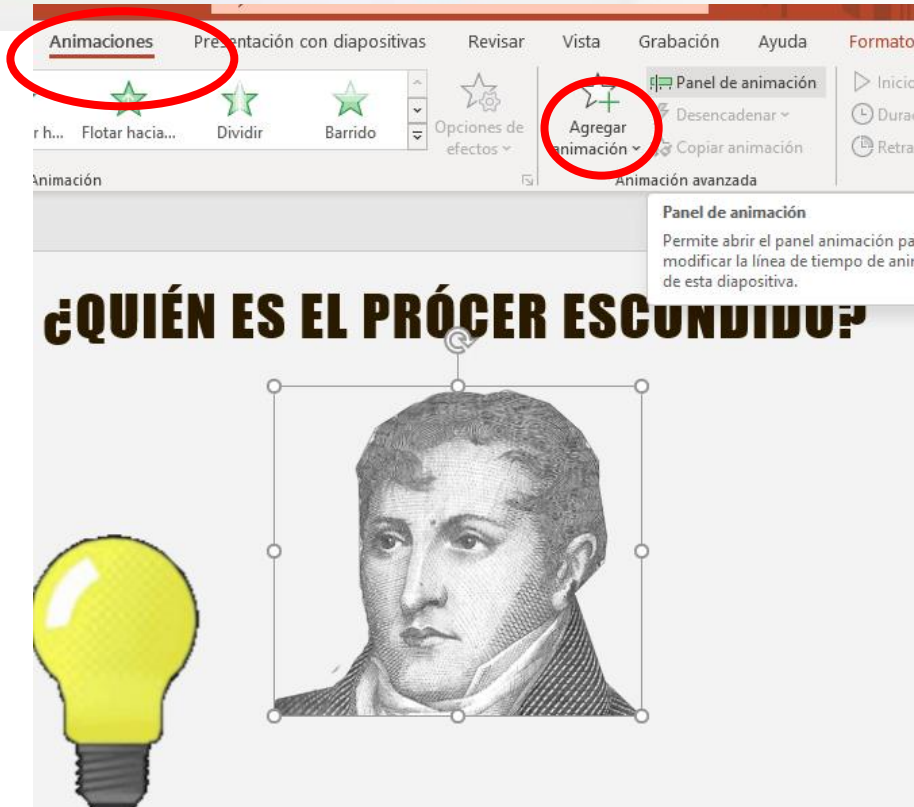 Animaciones Presentación con diapositivas Revisar Vista Grabación Ayuda Formato
Panel de animación Inicio
Desencadenar
Copiar animación
r h... Flotar hacia... Dividir Barrido Opciones de efectos Agregar animación
Animación Animación avanzada
Panel de animación
Permite abrir el panel animación pa
modificar la línea de tiempo de ani
de esta diapositiva.
¿QUIÉN ES EL PRÓCER ESCONDIDO?